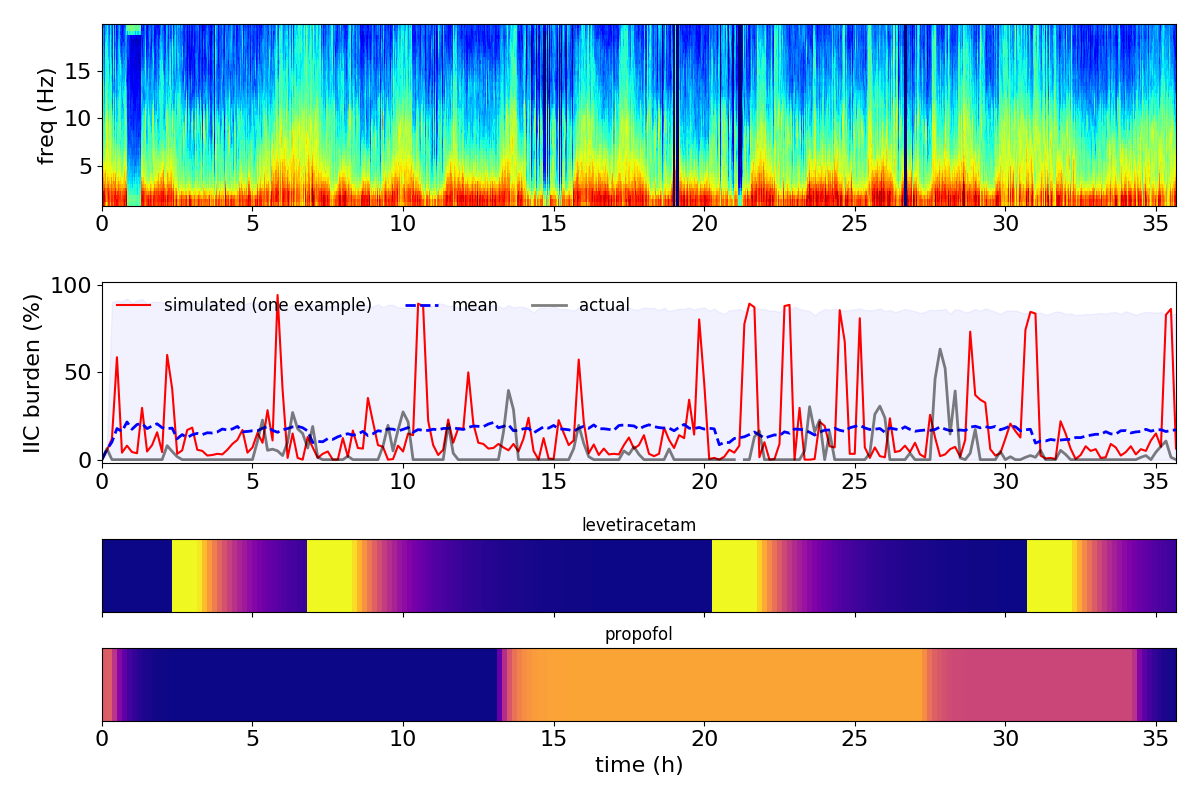 freq (Hz)
15
10
5
0 5 10 15 20 25 30 35
IIC burden (%)
100
50
0
simulated (one example) mean actual
0 5 10 15 20 25 30 35
levetiracetam
propofol
0 5 10 15 20 25 30 35
time (h)